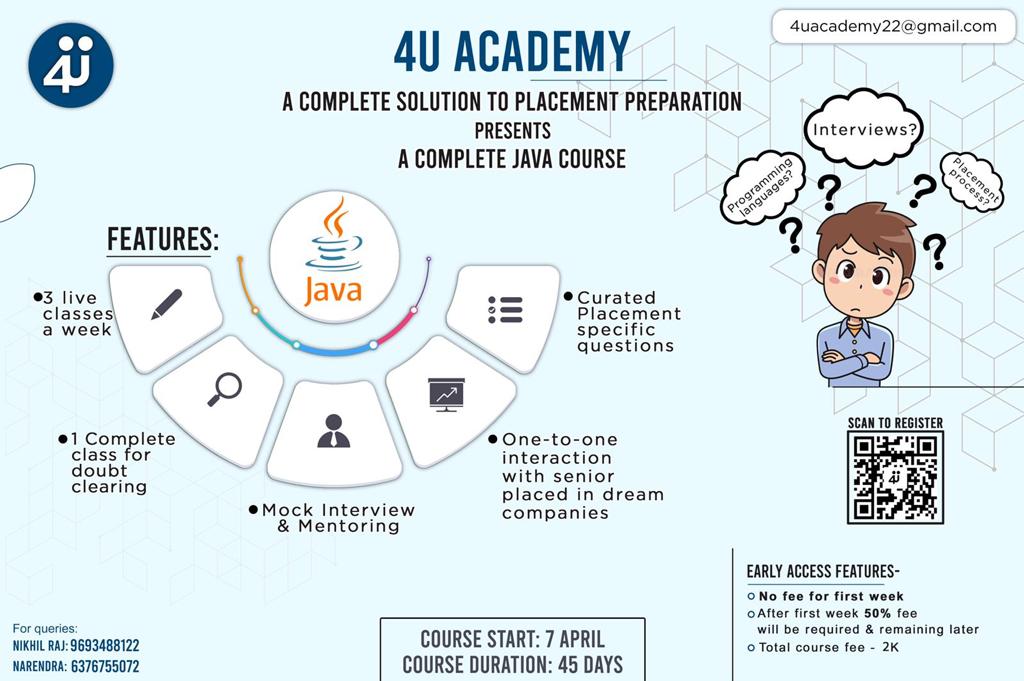 4U
4uacademy22@gmail.com
4U ACADEMY
A COMPLETE SOLUTION TO PLACEMENT PREPARATION
PRESENTS
A COMPLETE JAVA COURSE
Interviews?
Programming
languages?
Placement
process?
FEATURES:
Java
3 live
classes
a week
1 Complete
class for
doubt
clearing
Mock Interview
& Mentoring
One-to-one
interaction
with senior
placed in dream
companies
Curated
Placement
specific
questions
SCAN TO REGISTER
4U
EARLY ACCESS FEATURES-
No fee for first week
After first week 50% fee
will be required & remaining later
Total course fee - 2K
For queries:
NIKHIL RAJ: 9693488122
NARENDRA: 6376755072
COURSE START: 7 APRIL
COURSE DURATION: 45 DAYS